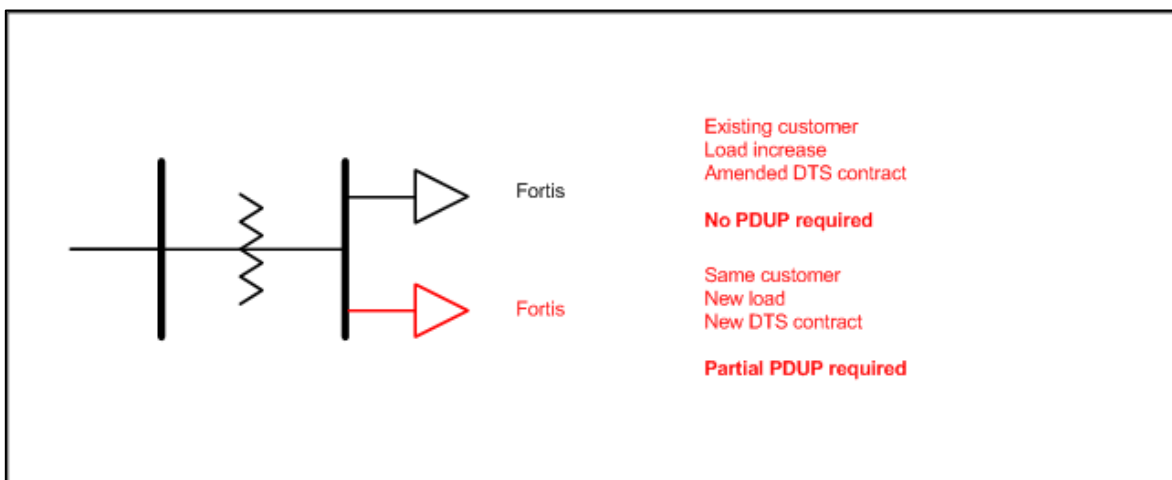 Existing customer
Load increase
Amended DTS contract
Fortis
No PDUP required
Same customer
New load
Fortis
New DTS contract
Partial PDUP required